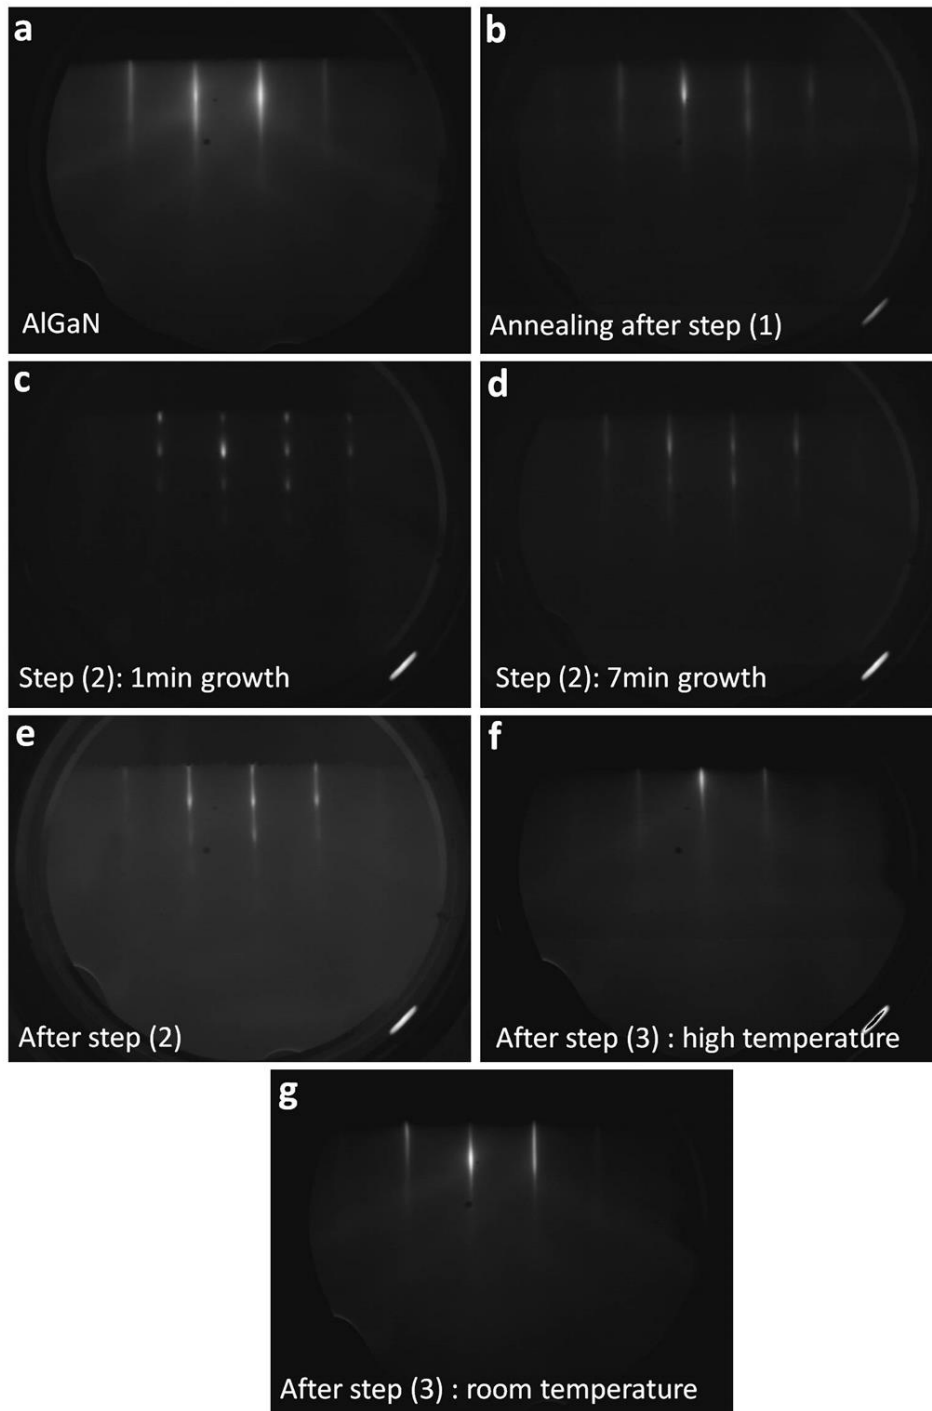 a
AlGaN
b
Annealing after step (1)
c
Step (2): 1min growth
d
Step (2): 7min growth
e
After step (2)
f
After step (3) : high temperature
g
After step (3) : room temperature